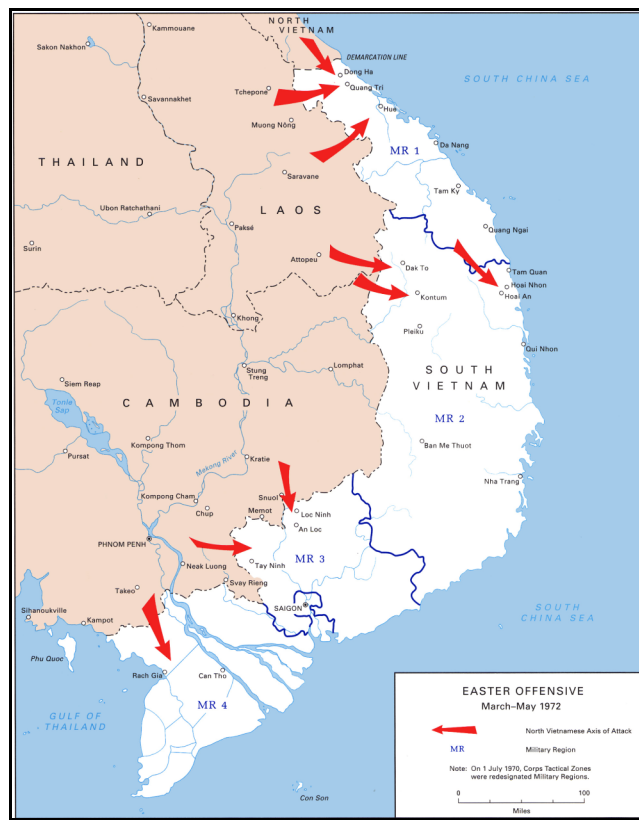 NORTH
VIETNAM
Kammouane
Sakon Nakhon
DEMARCATION LINE
Dong Ha
SOUTH CHINA SEA
Tchepone
Quang Tri
Savannakhet
Hue
Muong Nông
MR 1
Da Nang
THAILAND
Saravane
Tam Ky
Ubon Ratchathani
LAOS
Paksé
Quang Ngai
Surin
Attopeu
Dak To
Tam Quan
Hoai Nhon
Hoai An
Kontum
Khong
Pleiku
Qui Nhon
Stung
Treng
Lomphat
SOUTH
VIETNAM
Siem Reap
Tonle
Sap
CAMBODIA
MR 2
Kompong Thom
Ban Me Thuot
Pursat
Mekong River
Kratie
Nha Trang
Kompong Cham
Snuol
Chup
Memot
Loc Ninh
An Loc
PHNOM PENH
MR 3
Neak Luong
Tay Ninh
Svay Rieng
Takeo
SAIGON
Sihanoukville
Kampot
SOUTH
CHINA SEA
Phu Quoc
Rach Gia
Can Tho
MR 4
GULF OF
THAILAND
Con Son
EASTER OFFENSIVE
March–May 1972
North Vietnamese Axis of Attack
MR Military Region
Note: On 1 July 1970, Corps Tactical Zones
were redesignated Military Regions.
0 100
Miles